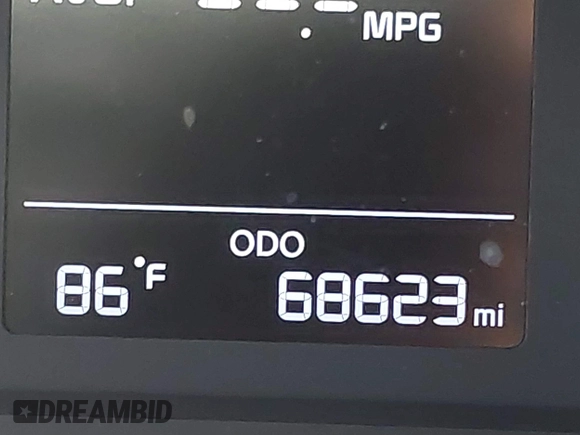 MPG
ODO
86°F 68623 mi
DREAMBID